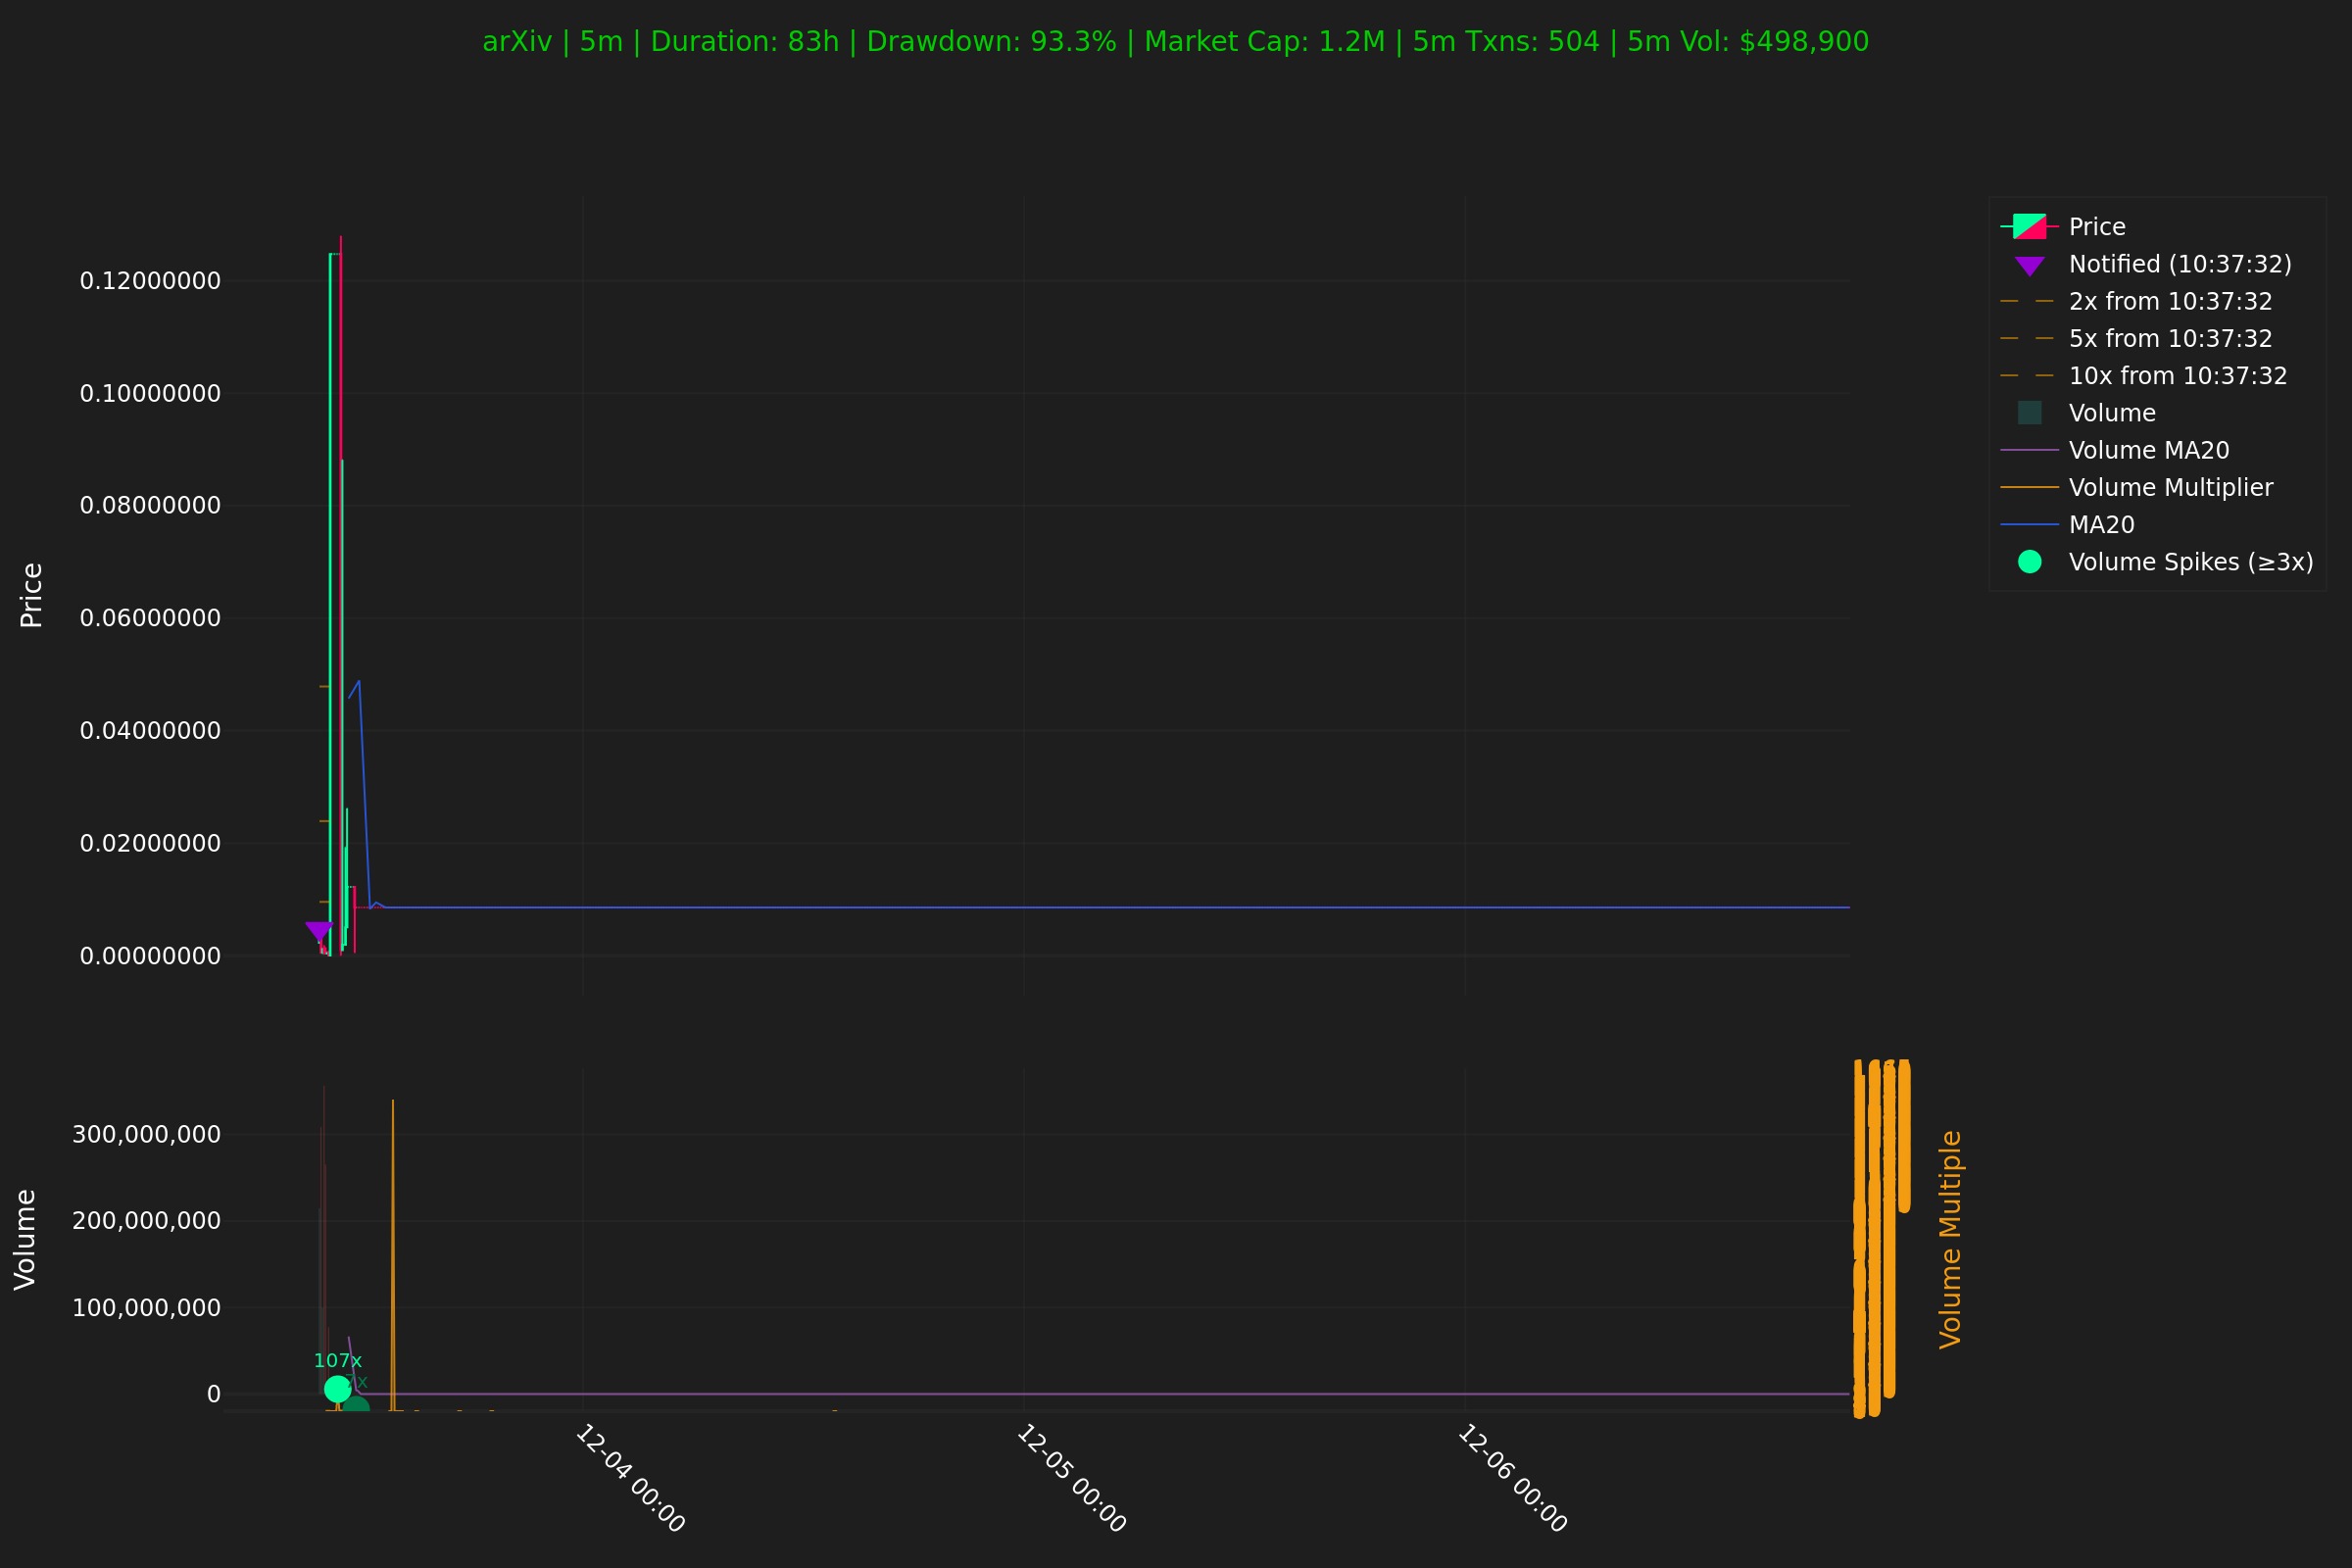 arXiv | 5m | Duration: 83h | Drawdown: 93.3% | Market Cap: 1.2M | 5m Txns: 504 | 5m Vol: $498,900
Price
Notified (10:37:32)
2x from 10:37:32
5x from 10:37:32
10x from 10:37:32
Volume
Volume MA20
Volume Multiplier
MA20
Volume Spikes (≥3x)
Price
0.12000000
0.10000000
0.08000000
0.06000000
0.04000000
0.02000000
0.00000000
Volume
300,000,000
200,000,000
100,000,000
0
107x
7x
Volume Multiple
12-04 00:00
12-05 00:00
12-06 00:00